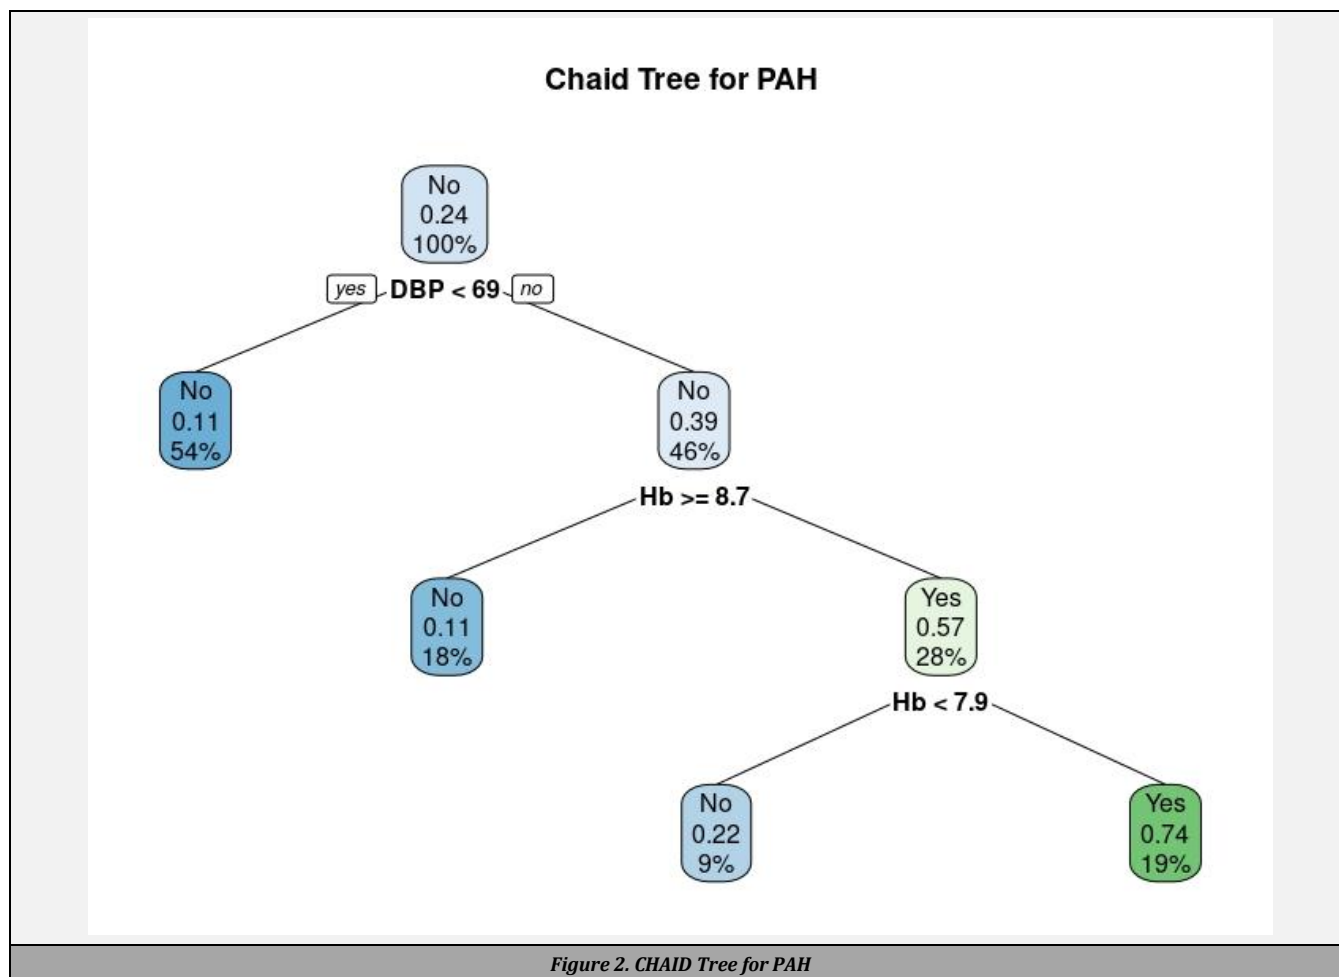 Chaid Tree for PAH
No
0.24
100%
yes DBP < 69 no
No
0.11
54%
No
0.39
46%
Hb >= 8.7
No
0.11
18%
Yes
0.57
28%
Hb < 7.9
No
0.22
9%
Yes
0.74
19%
Figure 2. CHAID Tree for PAH